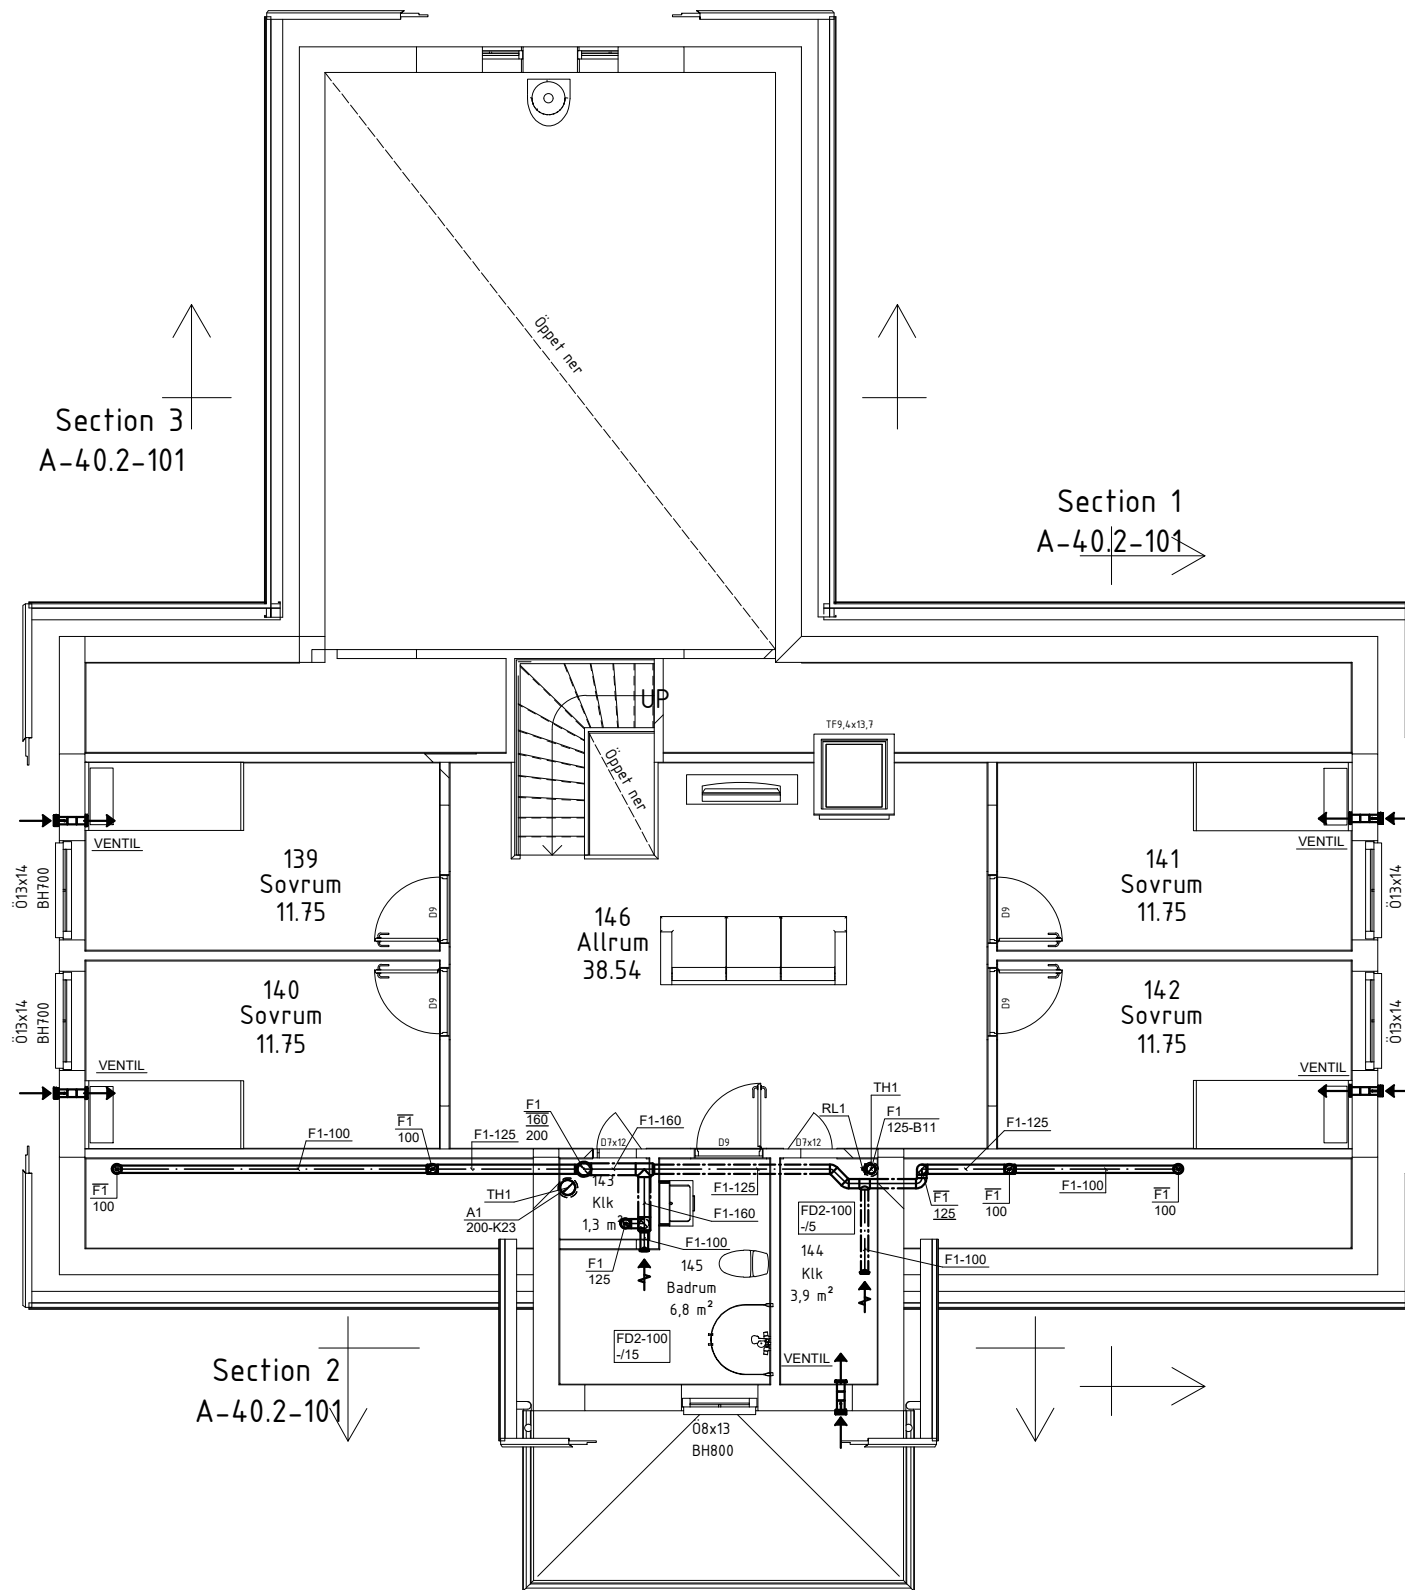 Öppet ner
Section 3
A-40.2-101
Section 1
A-40.2-101
UP
Öppet ner
TF9,4x13,7
VENTIL
139
Sovrum
11.75
D9
Ö13x14
BH700
146
Allrum
38.54
VENTIL
141
Sovrum
11.75
D9
Ö13x14
140
Sovrum
11.75
D9
Ö13x14
BH700
VENTIL
142
Sovrum
11.75
D9
Ö13x14
VENTIL
F1-100
F1
100
F1-125
F1
160
200
F1-160
D7x12
D9
D7x12
RL1
TH1
F1
125-B11
F1-125
F1
100
TH1
A1
200-K23
143
Klk
1,3 m²
F1-125
F1-160
F1-100
F1
125
145
Badrum
6,8 m²
FD2-100
-/15
FD2-100
-/5
144
Klk
3,9 m²
F1-100
F1
125
F1
100
F1-100
F1
100
VENTIL
Section 2
A-40.2-101
Ö8x13
BH800